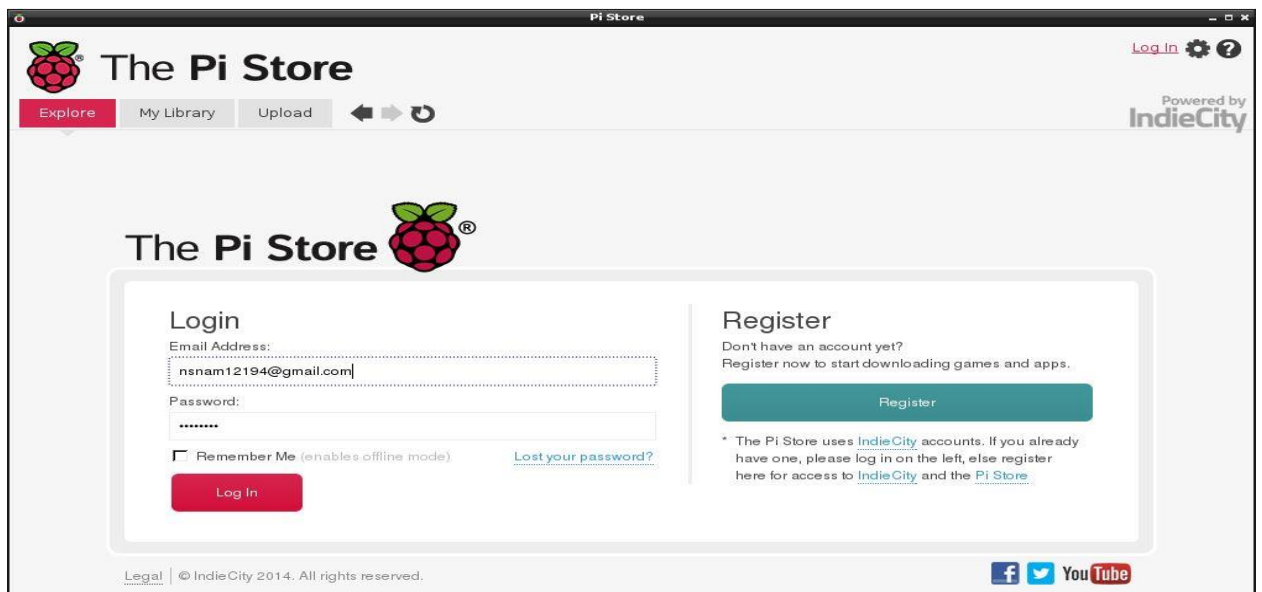 Pi Store
The Pi Store
Log In
Explore My Library Upload
Powered by
IndieCity
The Pi Store ®
Login
Email Address:
nsnam12194@gmail.com
Password:
••••••••
Remember Me (enables offline mode) Lost your password?
Log In
Register
Don't have an account yet?
Register now to start downloading games and apps.
Register
* The Pi Store uses IndieCity accounts. If you already
have one, please log in on the left, else register
here for access to IndieCity and the Pi Store
Legal | © IndieCity 2014. All rights reserved.
You Tube